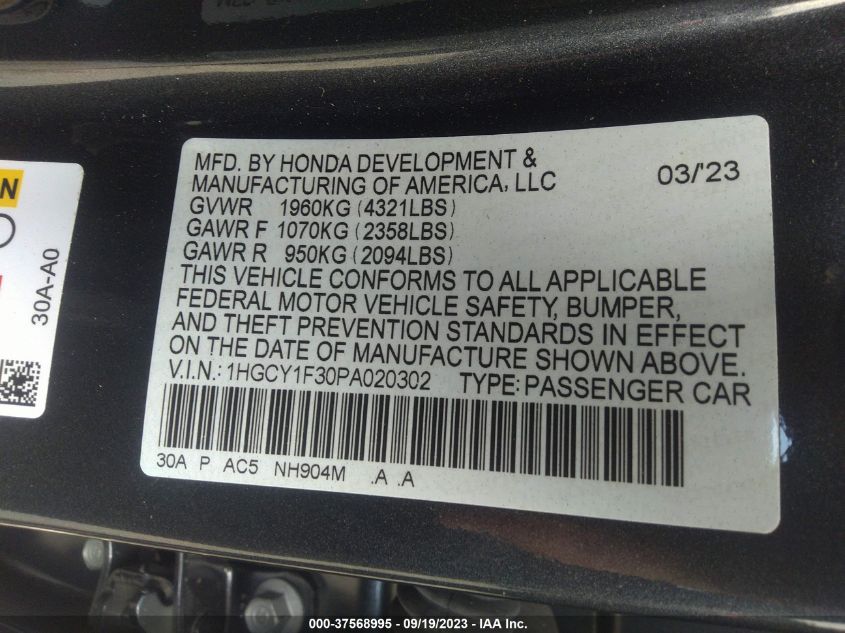 MFD. BY HONDA DEVELOPMENT &
MANUFACTURING OF AMERICA, LLC
03/'23
GVWR 1960KG (4321LBS)
GAWR F 1070KG (2358LBS)
GAWR R 950KG (2094LBS)
THIS VEHICLE CONFORMS TO ALL APPLICABLE
FEDERAL MOTOR VEHICLE SAFETY, BUMPER,
AND THEFT PREVENTION STANDARDS IN EFFECT
ON THE DATE OF MANUFACTURE SHOWN ABOVE.
V.I.N.: 1HGCY1F30PA020302 TYPE: PASSENGER CAR
30A P AC5 NH904M .A .A
30A-A0
000-37568995 - 09/19/2023 - IAA Inc.